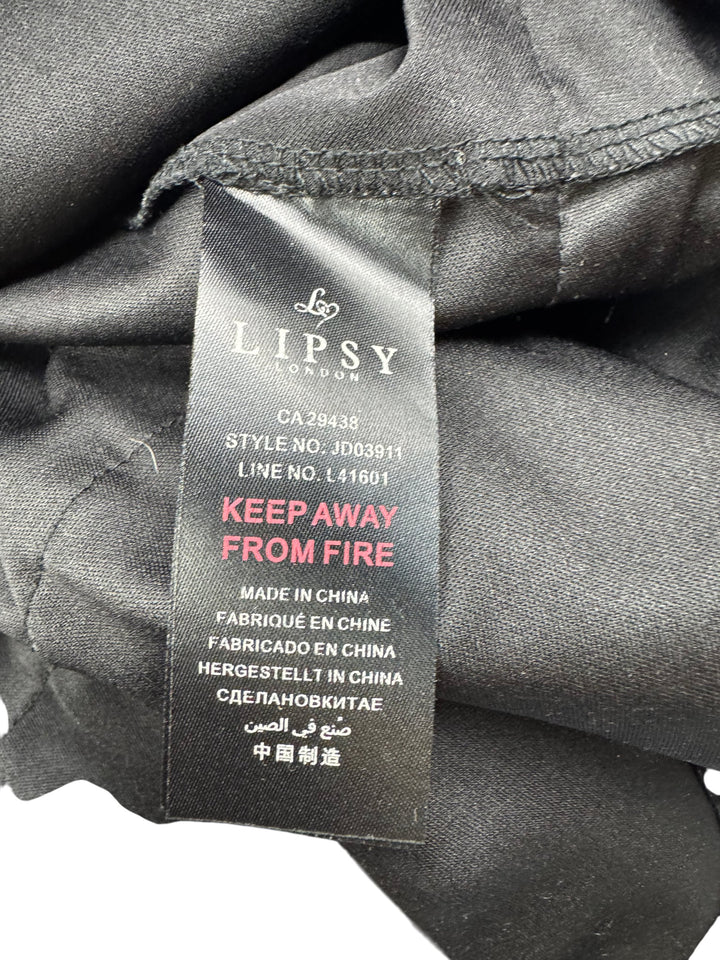 LIPSY
LONDON
CA 29438
STYLE NO: JD03911
LINE NO. L41601
KEEP AWAY
FROM FIRE
MADE IN CHINA
FABRIQUÉ EN CHINE
FABRICADO EN CHINA
HERGESTELLT IN CHINA
СДЕЛАНОВКИТАЕ
صُنع في الصين
中国制造